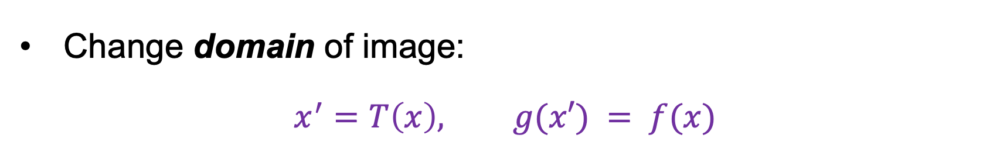 • Change domain of image:
x′ = T(x), g(x′) = f(x)